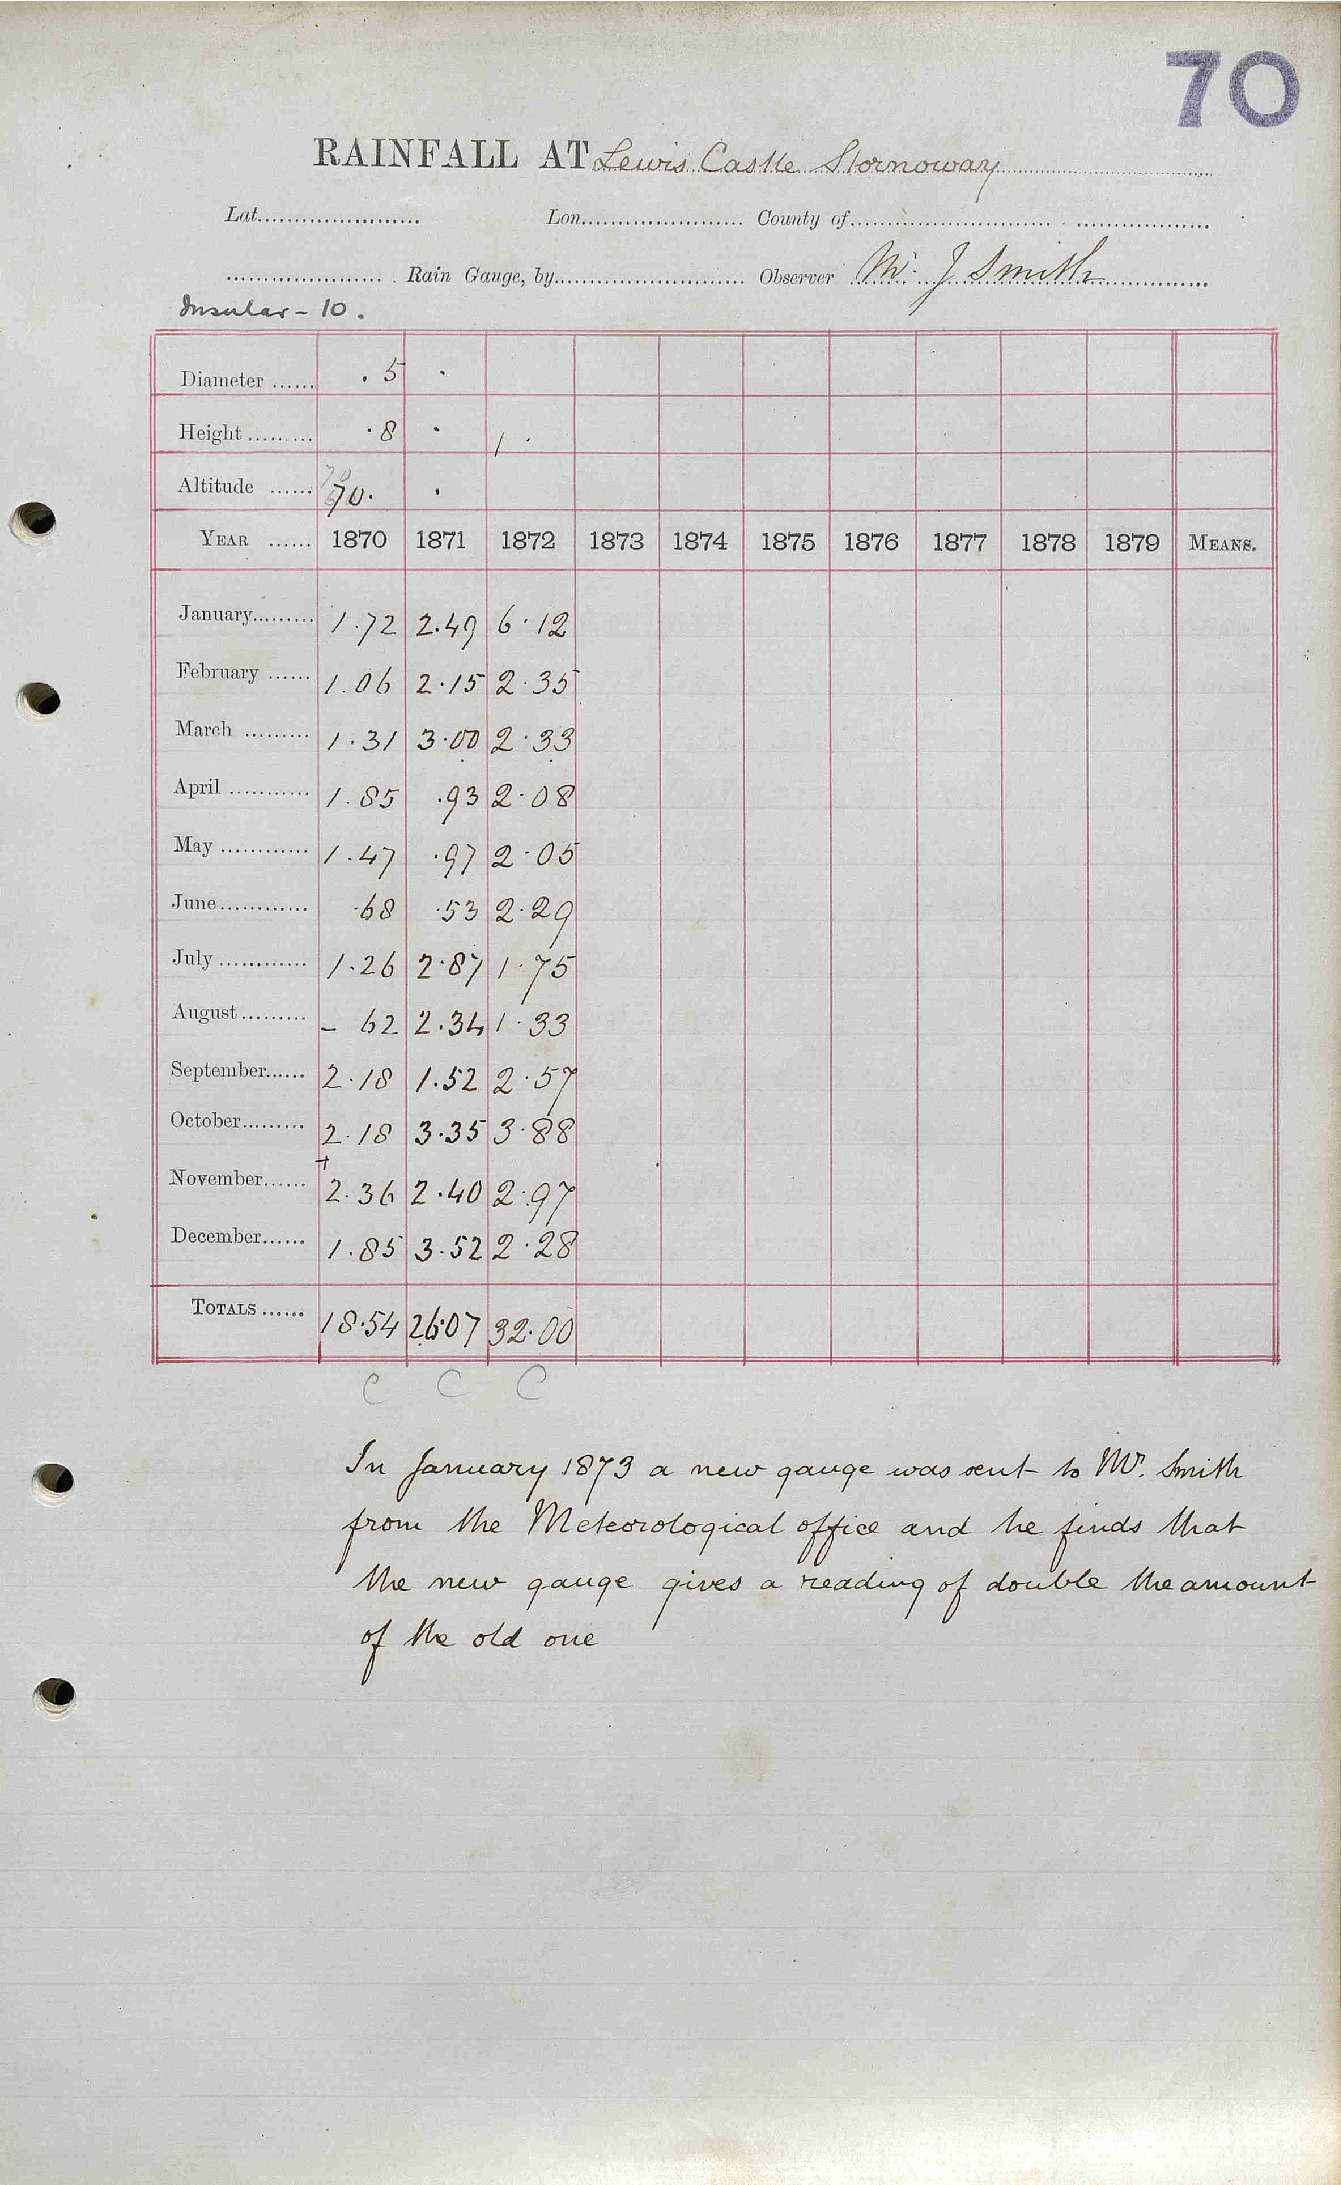 70
RAINFALL AT Lewis Castle Stornoway
Lat. Lon. County of
Rain Gauge, by Observer Mr. J Smith
Insular - 10.
Diameter ...... .5 .
Height ......... .8 . 1 .
Altitude ...... 70. .
YEAR ...... 1870 1871 1872 1873 1874 1875 1876 1877 1878 1879 MEANS.
January......... 1.72 2.49 6.12
February ...... 1.06 2.15 2.35
March ......... 1.31 3.00 2.33
April ........... 1.85 .93 2.08
May ............ 1.47 .97 2.05
June............ .68 .53 2.29
July ............ 1.26 2.87 1.75
August ......... - 62 2.34 1.33
September...... 2.18 1.52 2.57
October......... 2.18 3.35 3.88
November...... + 2.36 2.40 2.97
December...... 1.85 3.52 2.28
TOTALS ...... 18.54 26.07 32.00
C C C
In January 1873 a new gauge was sent to Mr. Smith
from the Meteorological office and he finds that
the new gauge gives a reading of double the amount
of the old one